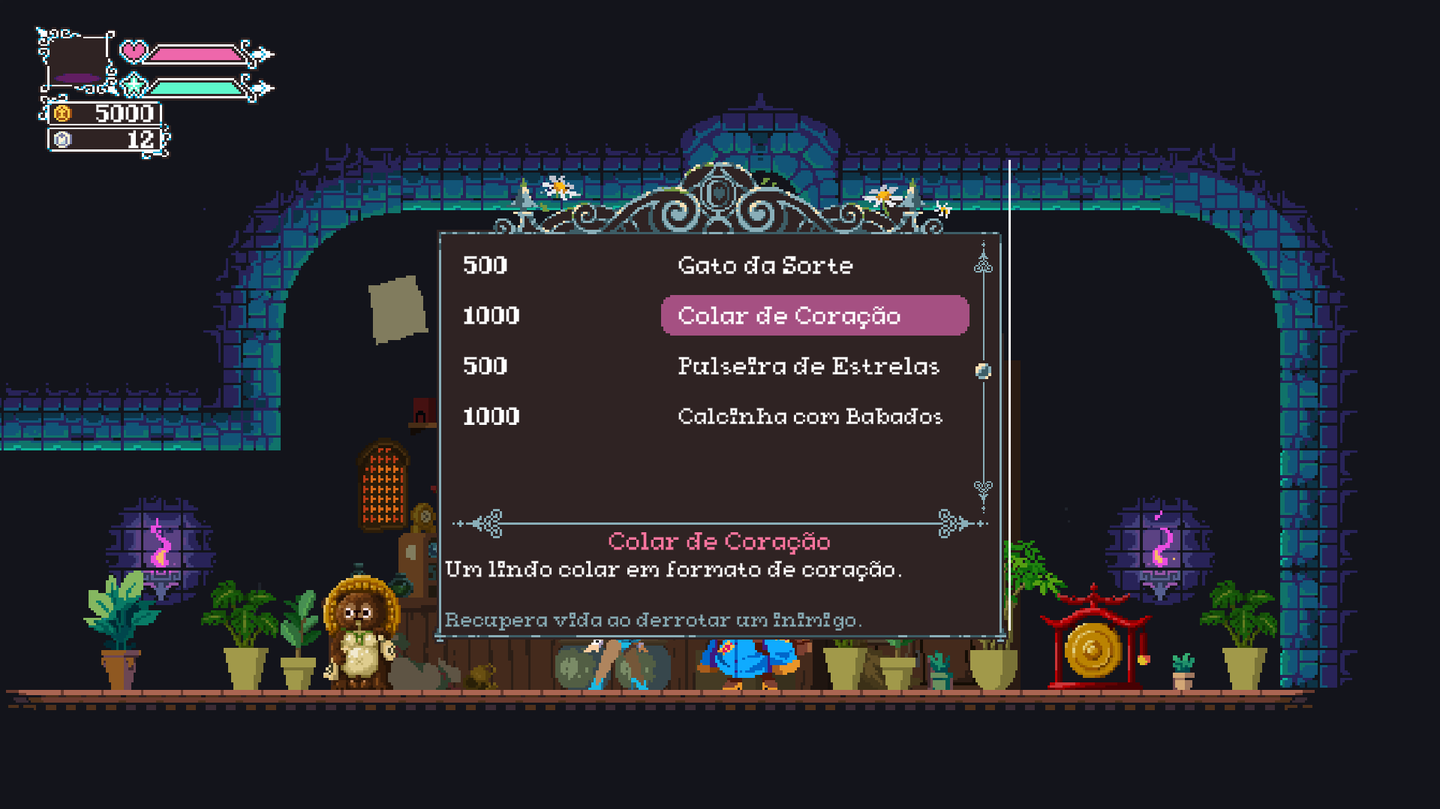 5000
12
500 Gato da Sorte
1000 Colar de Coração
500 Pulseira de Estrelas
1000 Calcinha com Babados
Colar de Coração
Um lindo colar em formato de coração.
Recupera vida ao derrotar um inimigo.